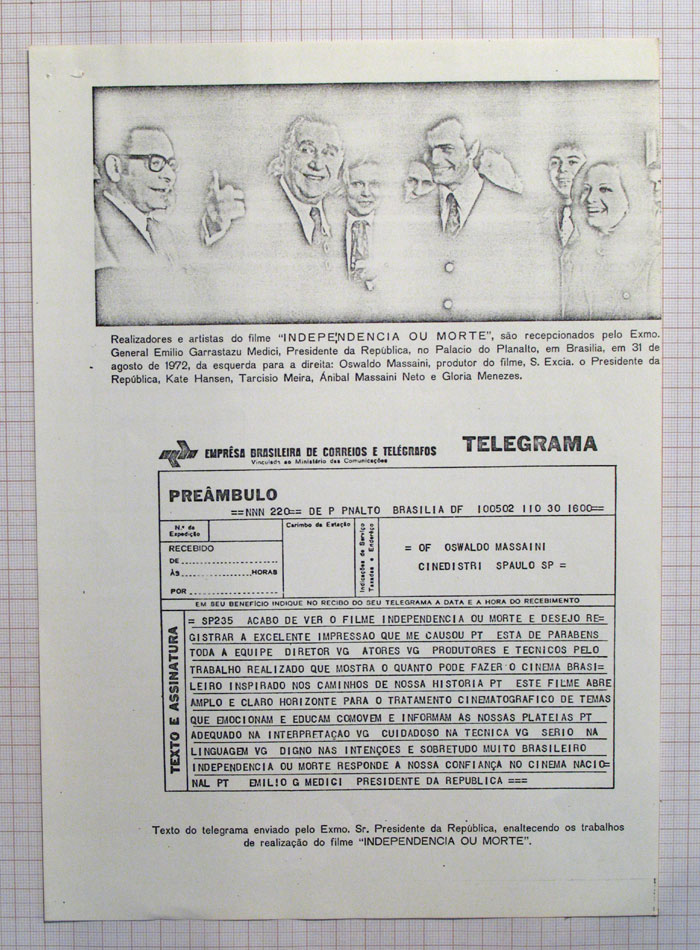 Realizadores e artistas do filme "INDEPENDENCIA OU MORTE", são recepcionados pelo Exmo.
General Emilio Garrastazu Medici, Presidente da República, no Palacio do Planalto, em Brasilia, em 31 de
agosto de 1972, da esquerda para a direita: Oswaldo Massaini, produtor do filme, S. Excia. o Presidente da
República, Kate Hansen, Tarcisio Meira, Ánibal Massaini Neto e Gloria Menezes.
EMPRÊSA BRASILEIRA DE CORREIOS E TELÉGRAFOS
Vinculada ao Ministério das Comunicações
TELEGRAMA
PREÂMBULO
==NNN 220== DE P PNALTO BRASILIA DF 100502 110 30 1600==
N.º de
Expedição
Carimbo da Estação
Indicações de Serviço
Taxadas e Endereço
RECEBIDO
DE
ÀS HORAS
POR
= OF OSWALDO MASSAINI
CINEDISTRI SPAULO SP =
EM SEU BENEFÍCIO INDIQUE NO RECIBO DO SEU TELEGRAMA A DATA E A HORA DO RECEBIMENTO
TEXTO E ASSINATURA
= SP235 ACABO DE VER O FILME INDEPENDENCIA OU MORTE E DESEJO RE=
GISTRAR A EXCELENTE IMPRESSAO QUE ME CAUSOU PT ESTA DE PARABENS
TODA A EQUIPE DIRETOR VG ATORES VG PRODUTORES E TECNICOS PELO
TRABALHO REALIZADO QUE MOSTRA O QUANTO PODE FAZER O CINEMA BRASI=
LEIRO INSPIRADO NOS CAMINHOS DE NOSSA HISTORIA PT ESTE FILME ABRE
AMPLO E CLARO HORIZONTE PARA O TRATAMENTO CINEMATOGRAFICO DE TEMAS
QUE EMOCIONAM E EDUCAM COMOVEM E INFORMAM AS NOSSAS PLATEIAS PT
ADEQUADO NA INTERPRETAÇAO VG CUIDADOSO NA TECNICA VG SERIO NA
LINGUAGEM VG DIGNO NAS INTENÇOES E SOBRETUDO MUITO BRASILEIRO
INDEPENDENCIA OU MORTE RESPONDE A NOSSA CONFIANÇA NO CINEMA NACIO=
NAL PT EMILIO G MEDICI PRESIDENTE DA REPUBLICA ===
Texto do telegrama enviado pelo Exmo. Sr. Presidente da República, enaltecendo os trabalhos
de realização do filme "INDEPENDENCIA OU MORTE".